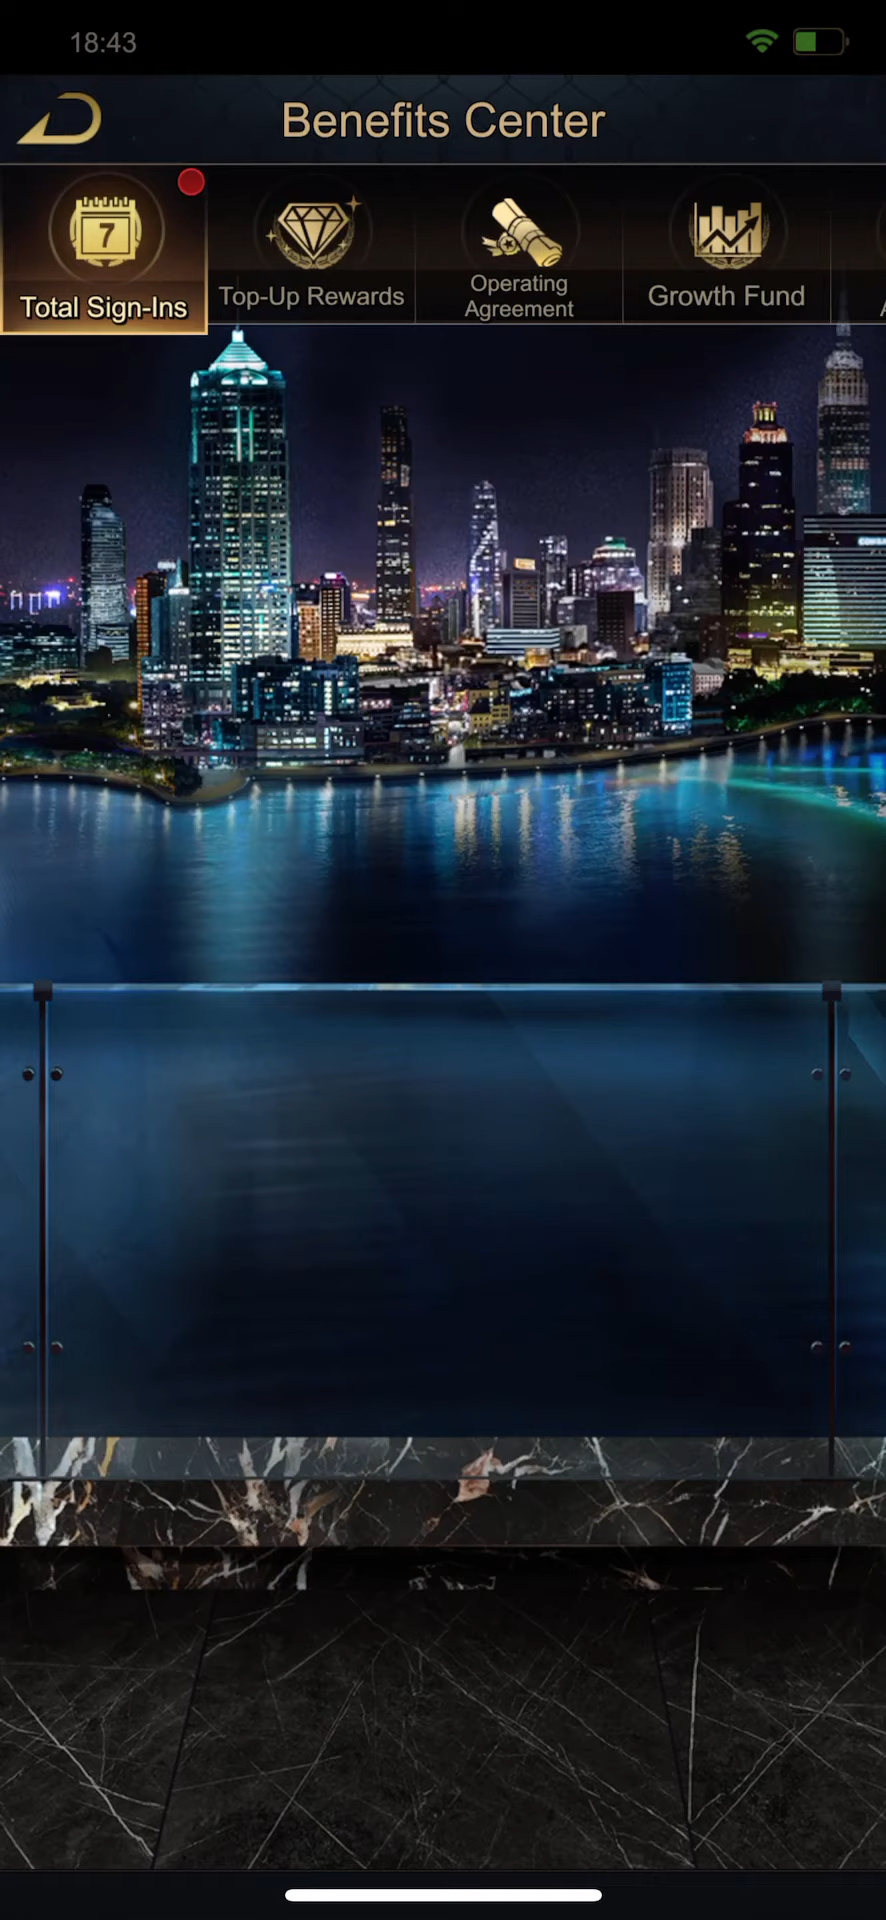 18:43
Benefits Center
7
Total Sign-Ins
Top-Up Rewards
Operating
Agreement
Growth Fund